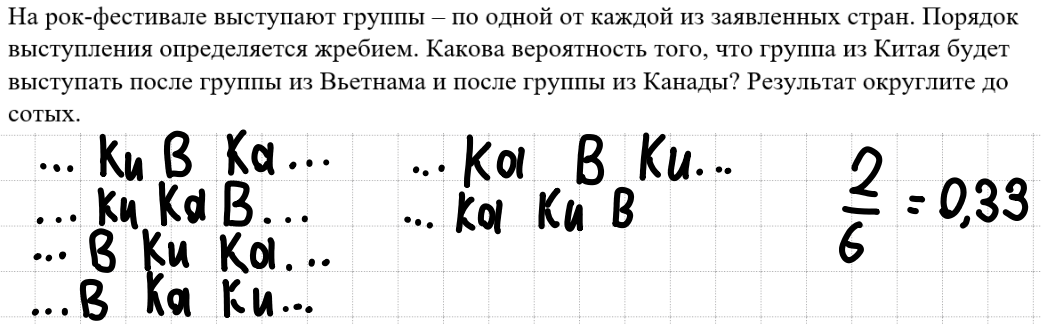 На рок-фестивале выступают группы – по одной от каждой из заявленных стран. Порядок
выступления определяется жребием. Какова вероятность того, что группа из Китая будет
выступать после группы из Вьетнама и после группы из Канады? Результат округлите до
сотых.
... Ки В Ка...
... Ки Ка В...
... В Ки Ка...
... В Ка Ки...
... Ка В Ки...
... Ка Ки В
2/6 = 0,33